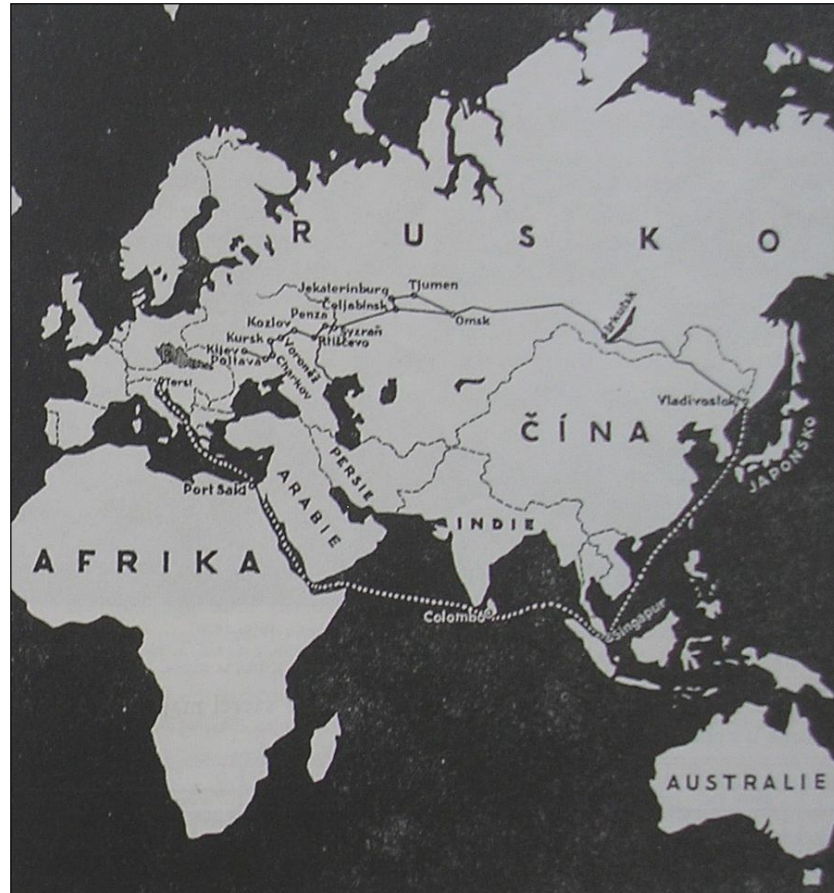 RUSKO
Jekaterinburg
Tjumen
Čeljabinsk
Penza
Omsk
Irkutsk
Kozlov
Syzraň
Rtiščevo
Kursk
Voroněž
Kijev
Poltava
Charkov
Terst
Vladivostok
ČÍNA
JAPONSKO
PERSIE
Port Said
ARABIE
INDIE
AFRIKA
Colombo
Singapur
AUSTRALIE